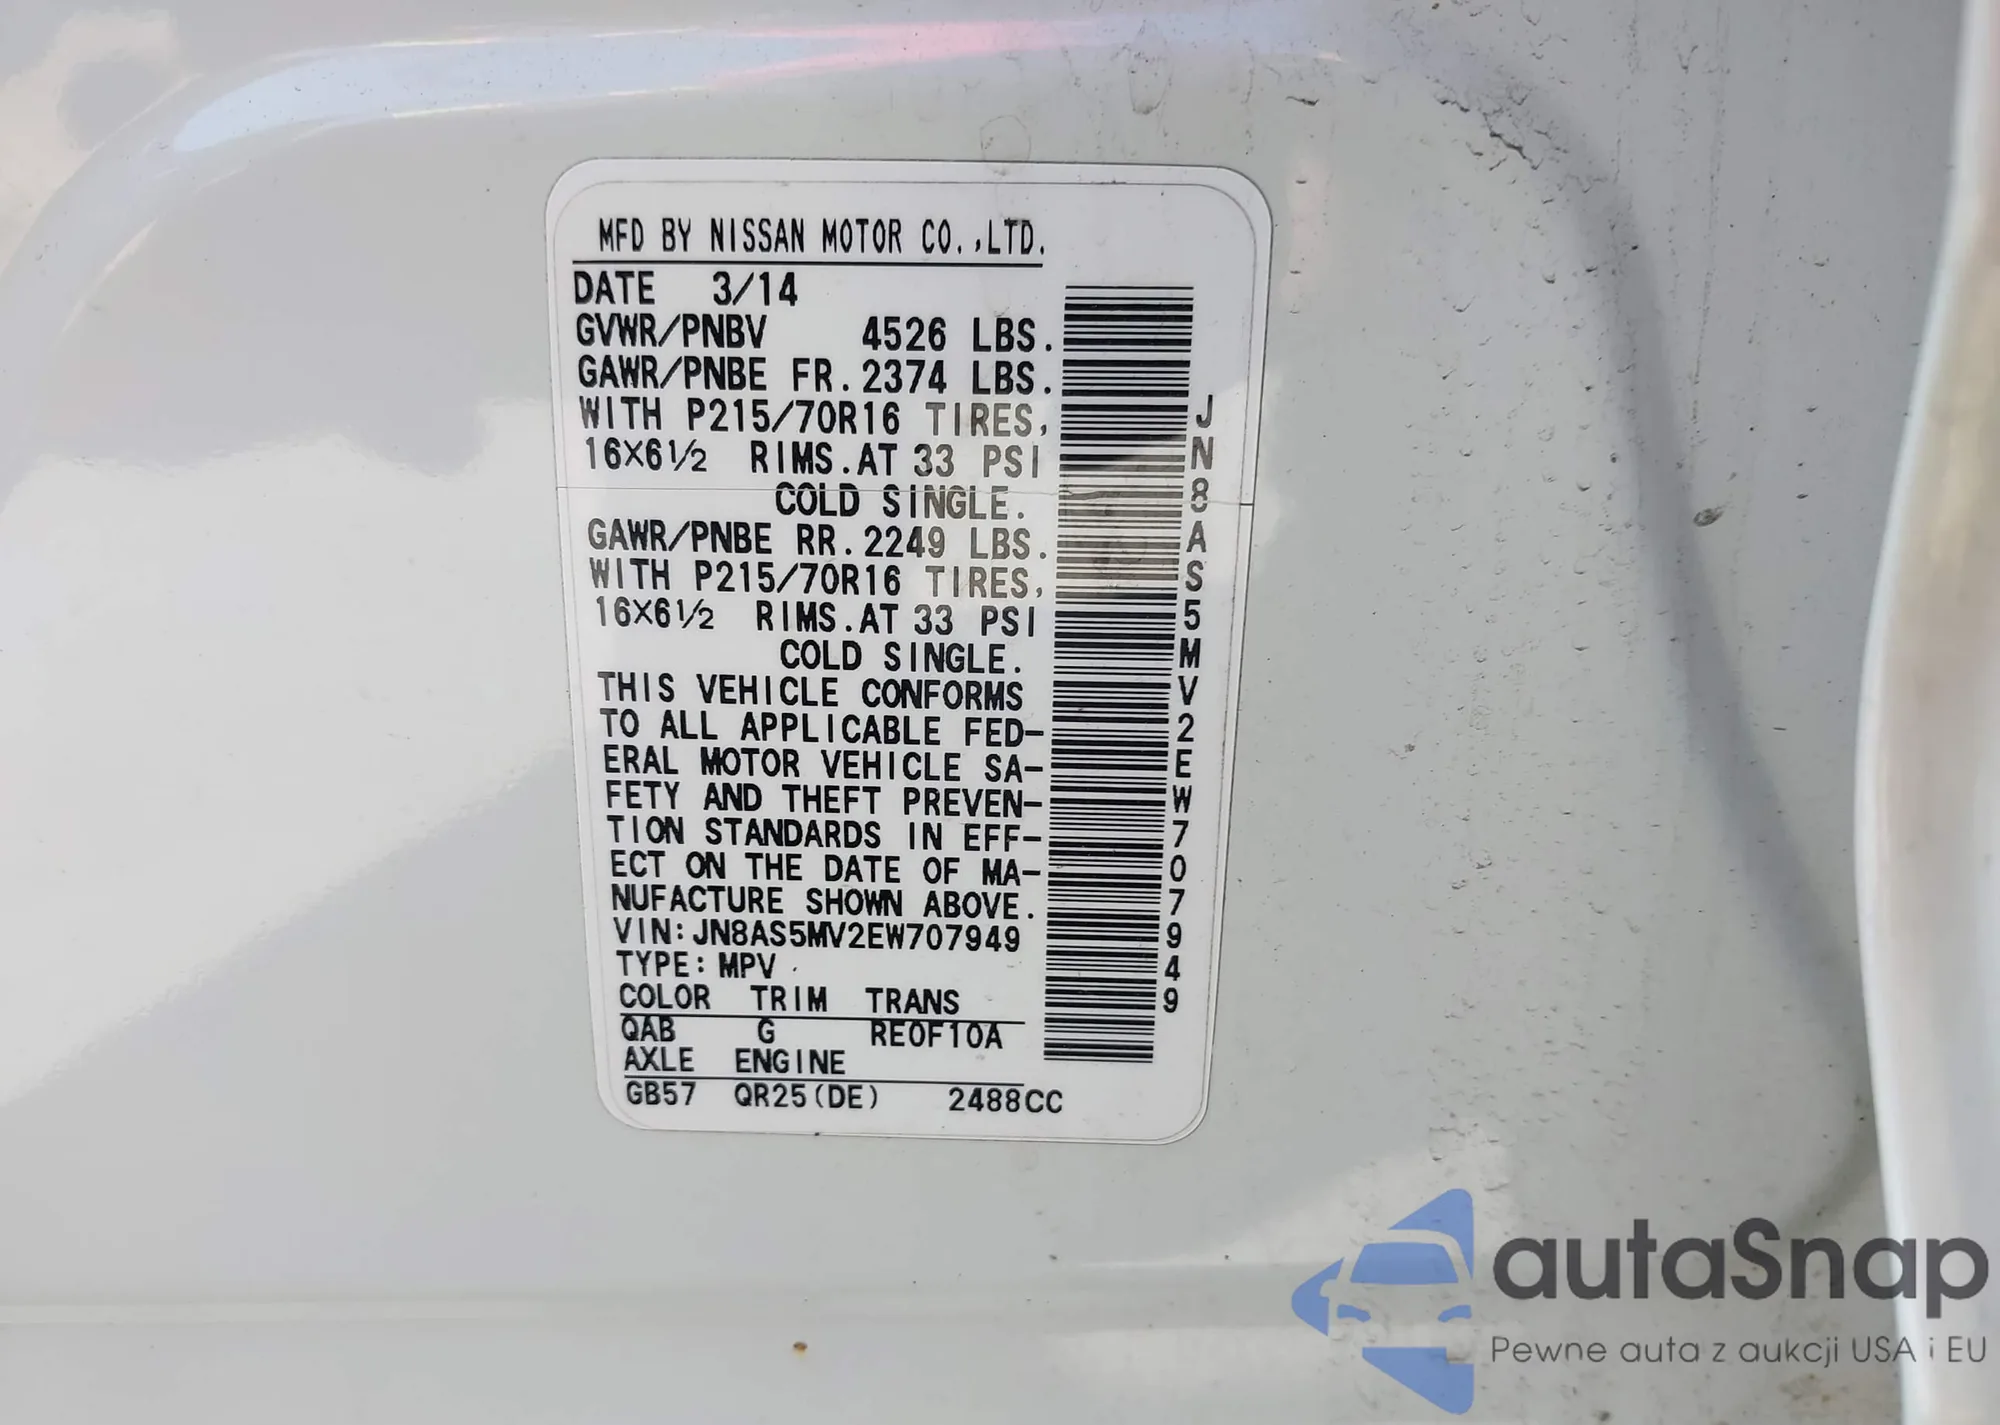 MFD BY NISSAN MOTOR CO.,LTD.
DATE 3/14
GVWR/PNBV 4526 LBS.
GAWR/PNBE FR.2374 LBS.
WITH P215/70R16 TIRES,
16X6½ RIMS.AT 33 PSI
COLD SINGLE.
GAWR/PNBE RR.2249 LBS.
WITH P215/70R16 TIRES,
16X6½ RIMS.AT 33 PSI
COLD SINGLE.
THIS VEHICLE CONFORMS
TO ALL APPLICABLE FED-
ERAL MOTOR VEHICLE SA-
FETY AND THEFT PREVEN-
TION STANDARDS IN EFF-
ECT ON THE DATE OF MA-
NUFACTURE SHOWN ABOVE.
VIN:JN8AS5MV2EW707949
TYPE:MPV
COLOR TRIM TRANS
QAB G RE0F10A
AXLE ENGINE
GB57 QR25(DE) 2488CC
JN8AS5MV2EW707949
autoSnap
Pewne auta z aukcji USA i EU